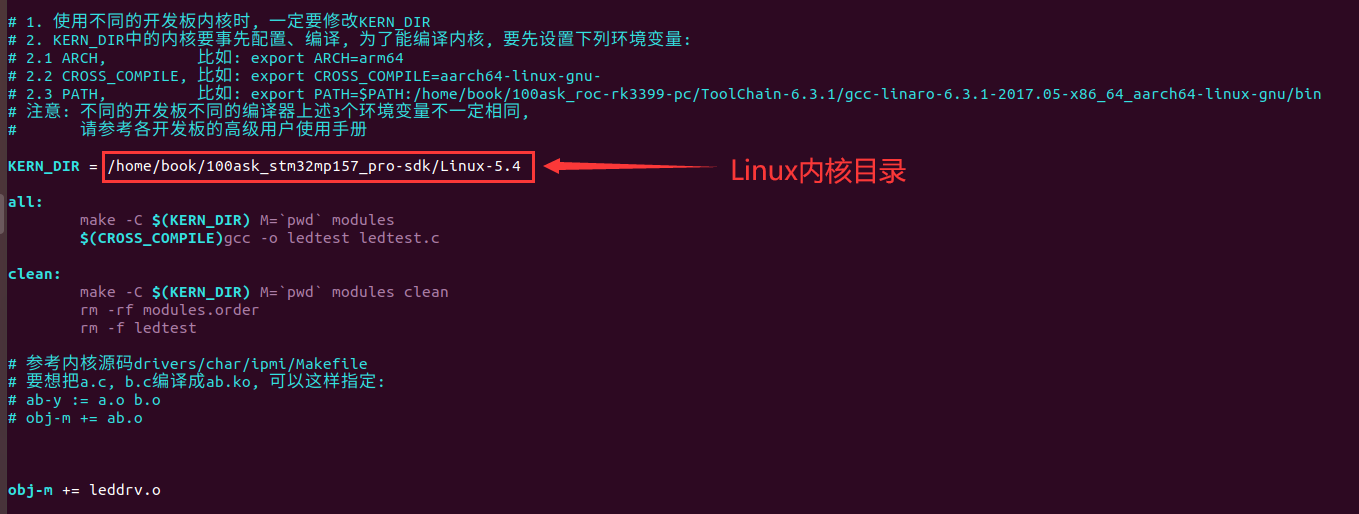 # 1. 使用不同的开发板内核时, 一定要修改KERN_DIR
# 2. KERN_DIR中的内核要事先配置、编译, 为了能编译内核, 要先设置下列环境变量:
# 2.1 ARCH,          比如: export ARCH=arm64
# 2.2 CROSS_COMPILE, 比如: export CROSS_COMPILE=aarch64-linux-gnu-
# 2.3 PATH,          比如: export PATH=$PATH:/home/book/100ask_roc-rk3399-pc/ToolChain-6.3.1/gcc-linaro-6.3.1-2017.05-x86_64_aarch64-linux-gnu/bin
# 注意: 不同的开发板不同的编译器上述3个环境变量不一定相同,
#       请参考各开发板的高级用户使用手册
KERN_DIR = /home/book/100ask_stm32mp157_pro-sdk/Linux-5.4
Linux内核目录
all:
        make -C $(KERN_DIR) M=`pwd` modules
        $(CROSS_COMPILE)gcc -o ledtest ledtest.c
clean:
        make -C $(KERN_DIR) M=`pwd` modules clean
        rm -rf modules.order
        rm -f ledtest
# 参考内核源码drivers/char/ipmi/Makefile
# 要想把a.c, b.c编译成ab.ko, 可以这样指定:
# ab-y := a.o b.o
# obj-m += ab.o
obj-m += leddrv.o